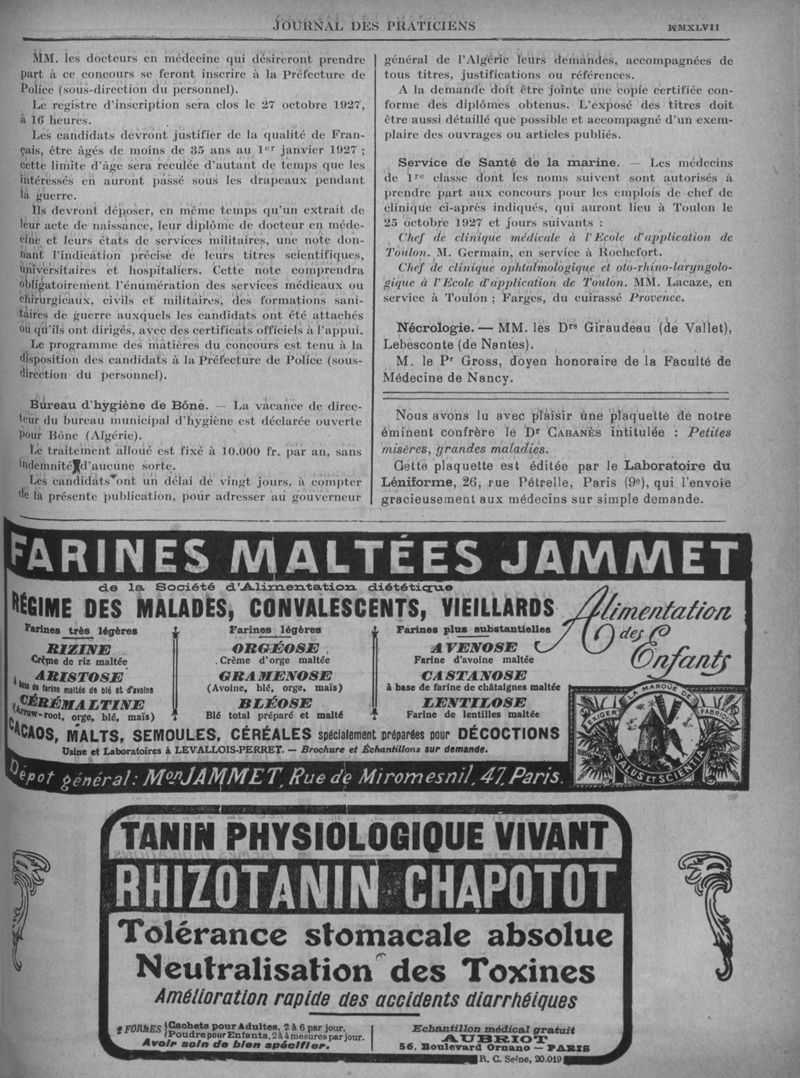 JOURNAL DES PRATICIENS
MM. les docteurs en médecine qui désireront prendre
part à ce concours se feront inscrire à la Préfecture de
Police (sous-direction du personnel).
Le registre d'inscription sera clos le 27 octobre 1927,
à 16 heures.
Les candidats devront justifier de la qualité de Fran-
çais, être âgés de moins de 35 ans au 1er janvier 1927 ;
cette limite d'âge sera reculée d'autant de temps que les
intéressés en auront passé sous les drapeaux pendant
la guerre.
Ils devront déposer, en même temps qu'un extrait de
leur acte de naissance, leur diplôme de docteur en méde-
cine et leurs états de services militaires, une note don-
nant l'indication précise de leurs titres scientifiques,
universitaires et hospitaliers. Cette note comprendra
obligatoirement l'énumération des services médicaux ou
chirurgicaux, civils et militaires, des formations sani-
taires de guerre auxquels les candidats ont été attachés
ou qu'ils ont dirigés, avec des certificats officiels à l'appui.
Le programme des matières du concours est tenu à la
disposition des candidats à la Préfecture de Police (sous-
direction du personnel).
Bureau d'hygiène de Bône. — La vacance de direc-
teur du bureau municipal d'hygiène est déclarée ouverte
pour Bône (Algérie).
Le traitement alloué est fixé à 10.000 fr. par an, sans
indemnité d'aucune sorte.
Les candidats ont un délai de vingt jours, à compter
de la présente publication, pour adresser au gouverneur
général de l'Algérie leurs demandes, accompagnées de
tous titres, justifications ou références.
A la demande doit être jointe une copie certifiée con-
forme des diplômes obtenus. L'exposé des titres doit
être aussi détaillé que possible et accompagné d'un exem-
plaire des ouvrages ou articles publiés.
Service de Santé de la marine. — Les médecins
de 1re classe dont les noms suivent sont autorisés à
prendre part aux concours pour les emplois de chef de
clinique ci-après indiqués, qui auront lieu à Toulon le
25 octobre 1927 et jours suivants :
Chef de clinique médicale à l'Ecole d'application de
Toulon. M. Germain, en service à Rochefort.
Chef de clinique ophtalmologique et oto-rhino-laryngolo-
gique à l'Ecole d'application de Toulon. MM. Lacaze, en
service à Toulon ; Farges, du cuirassé Provence.
Nécrologie. — MM. les Drs Giraudeau (de Vallet),
Lebesconte (de Nantes).
M. le Pr Gross, doyen honoraire de la Faculté de
Médecine de Nancy.
Nous avons lu avec plaisir une plaquette de notre
éminent confrère le Dr CABANÈS intitulée : Petites
misères, grandes maladies.
Cette plaquette est éditée par le Laboratoire du
Léniforme, 26, rue Pétrelle, Paris (9e), qui l'envoie
gracieusement aux médecins sur simple demande.
FARINES MALTÉES JAMMET
de la Société d'Alimentation diététique
RÉGIME DES MALADES, CONVALESCENTS, VIEILLARDS
Alimentation
des
Enfants
Farines très légères
RIZINE
Crème de riz maltée
ARISTOSE
à base de farine maltée de blé et d'avoine
CÉRÉMALTINE
(Arrow-root, orge, blé, maïs)
Farines légères
ORGÉOSE
Crème d'orge maltée
GRAMENOSE
(Avoine, blé, orge, maïs)
BLÉOSE
Blé total préparé et malté
Farines plus substantielles
AVENOSE
Farine d'avoine maltée
CASTANOSE
à base de farine de châtaignes maltée
LENTILOSE
Farine de lentilles maltée
CACAOS, MALTS, SEMOULES, CÉRÉALES spécialement préparées pour DÉCOCTIONS
Usine et Laboratoires à LEVALLOIS-PERRET. — Brochure et Échantillons sur demande.
Dépot général: Mon JAMMET, Rue de Miromesnil, 47, Paris.
EXIGER LA MARQUE DE FABRIQUE
SALUS ET SCIENTIA
TANIN PHYSIOLOGIQUE VIVANT
RHIZOTANIN CHAPOTOT
Tolérance stomacale absolue
Neutralisation des Toxines
Amélioration rapide des accidents diarrhéiques
2 FORMES
Cachets pour Adultes, 2 à 6 par jour.
Poudre pour Enfants, 2 à 4 mesures par jour.
Avoir soin de bien spécifier.
Echantillon médical gratuit
AUBRIOT
56, Boulevard Ornano — PARIS
R. C. Seine, 20.019